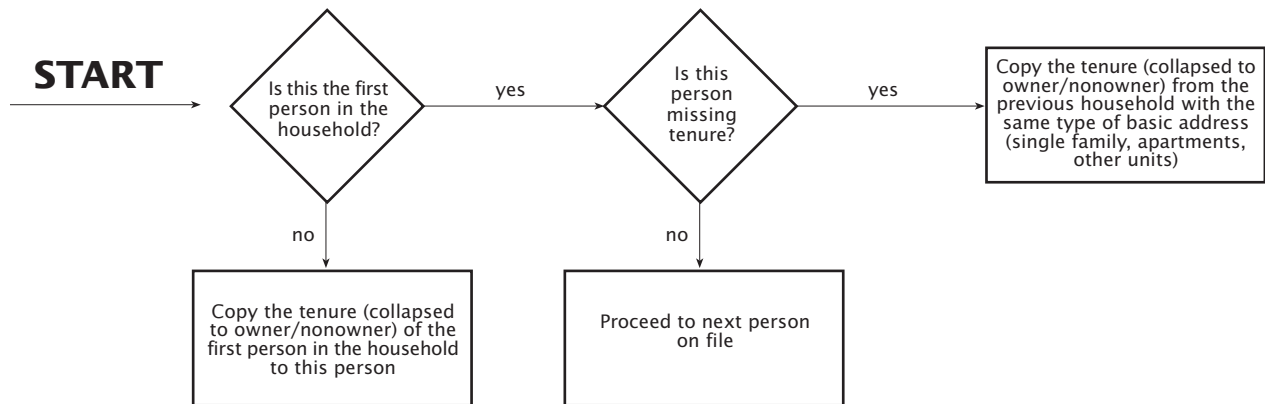 START
Is this the first
person in the
household?
yes
Is this
person
missing
tenure?
yes
Copy the tenure (collapsed to
owner/nonowner) from the
previous household with the
same type of basic address
(single family, apartments,
other units)
no
no
Copy the tenure (collapsed
to owner/nonowner) of the
first person in the household
to this person
Proceed to next person
on file